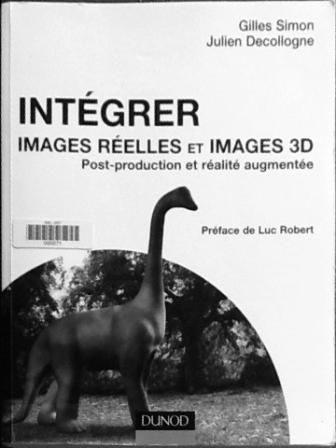 Gilles Simon
Julien Decollogne
INTÉGRER
IMAGES RÉELLES ET IMAGES 3D
Post-production et réalité augmentée
Préface de Luc Robert
DUNOD